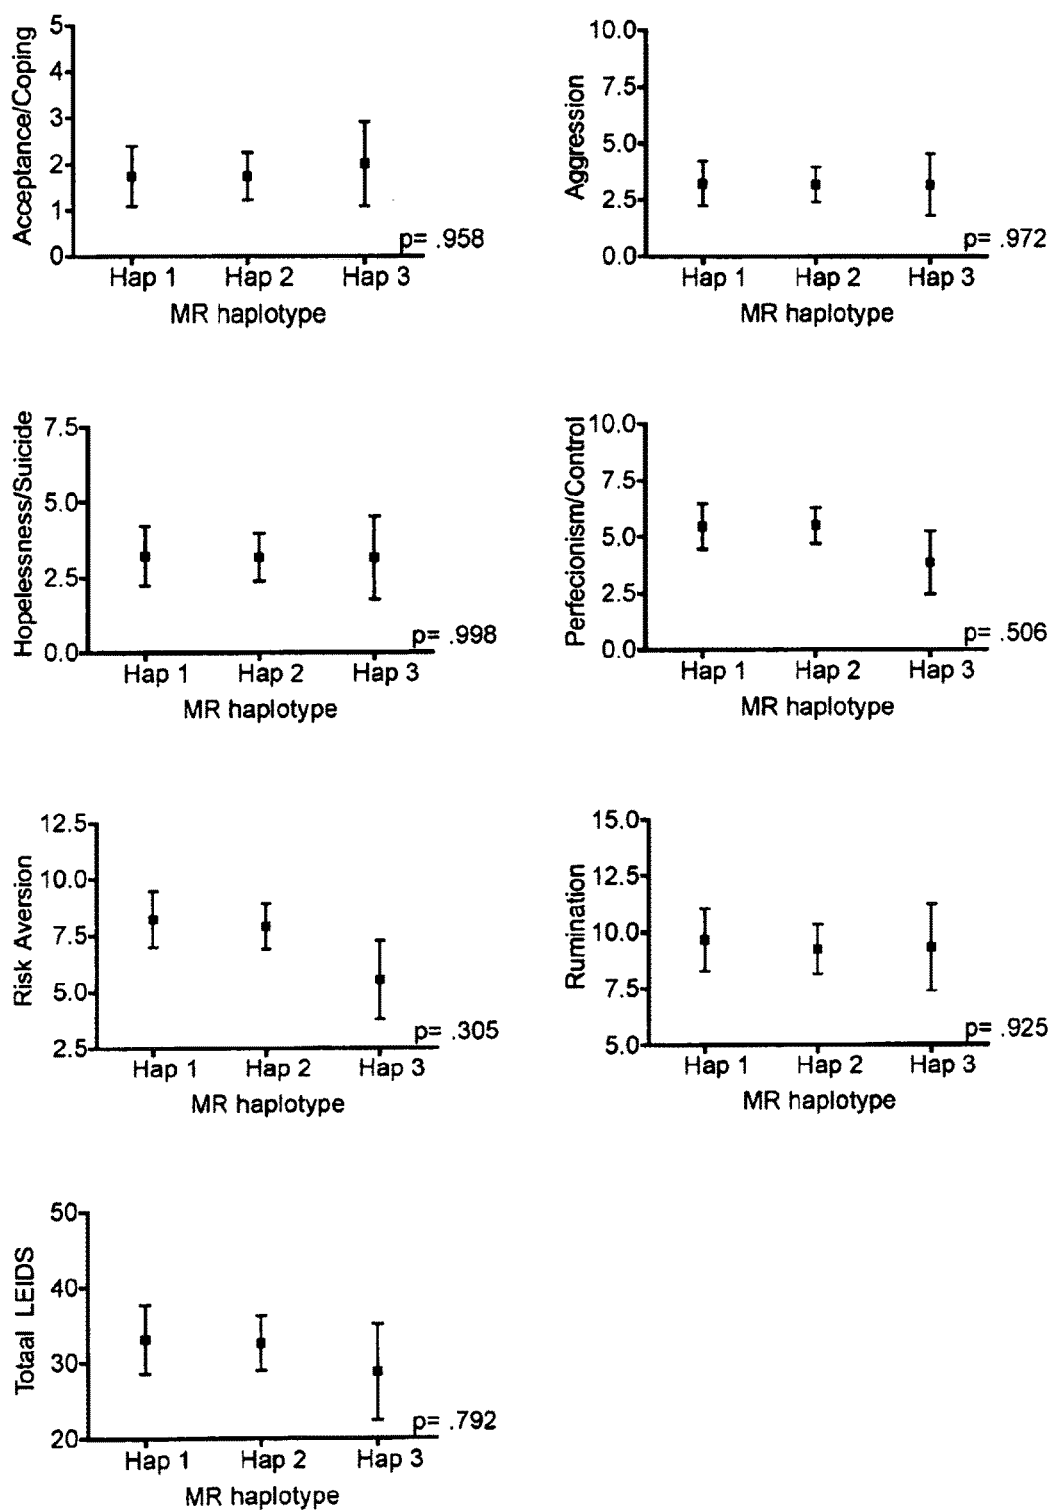 Acceptance/Coping
5
4
3
2
1
0
p= .958
Hap 1 Hap 2 Hap 3
MR haplotype
Aggression
10.0
7.5
5.0
2.5
0.0
p= .972
Hap 1 Hap 2 Hap 3
MR haplotype
Hopelessness/Suicide
7.5
5.0
2.5
0.0
p= .998
Hap 1 Hap 2 Hap 3
MR haplotype
Perfecionism/Control
10.0
7.5
5.0
2.5
0.0
p= .506
Hap 1 Hap 2 Hap 3
MR haplotype
Risk Aversion
12.5
10.0
7.5
5.0
2.5
p= .305
Hap 1 Hap 2 Hap 3
MR haplotype
Rumination
15.0
12.5
10.0
7.5
5.0
p= .925
Hap 1 Hap 2 Hap 3
MR haplotype
Totaal LEIDS
50
40
30
20
p= .792
Hap 1 Hap 2 Hap 3
MR haplotype